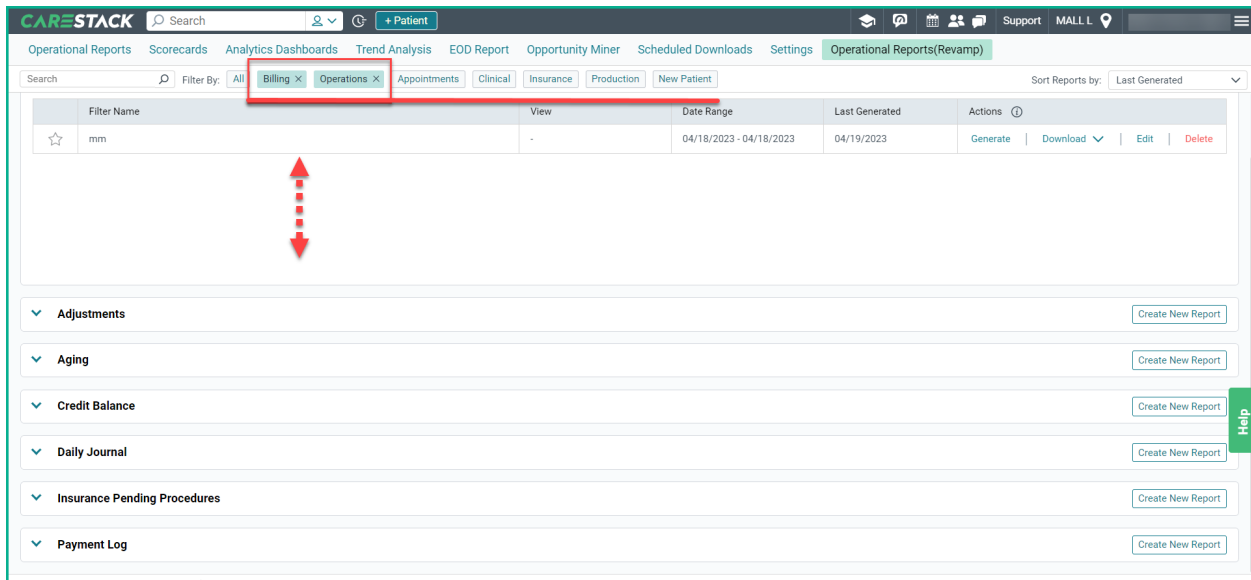 CARESTACK Search + Patient Support MALL L
Operational Reports Scorecards Analytics Dashboards Trend Analysis EOD Report Opportunity Miner Scheduled Downloads Settings Operational Reports(Revamp)
Search Filter By: All Billing × Operations × Appointments Clinical Insurance Production New Patient Sort Reports by: Last Generated
Filter Name View Date Range Last Generated Actions
mm - 04/18/2023 - 04/18/2023 04/19/2023 Generate | Download | Edit | Delete
Adjustments Create New Report
Aging Create New Report
Credit Balance Create New Report
Help
Daily Journal Create New Report
Insurance Pending Procedures Create New Report
Payment Log Create New Report